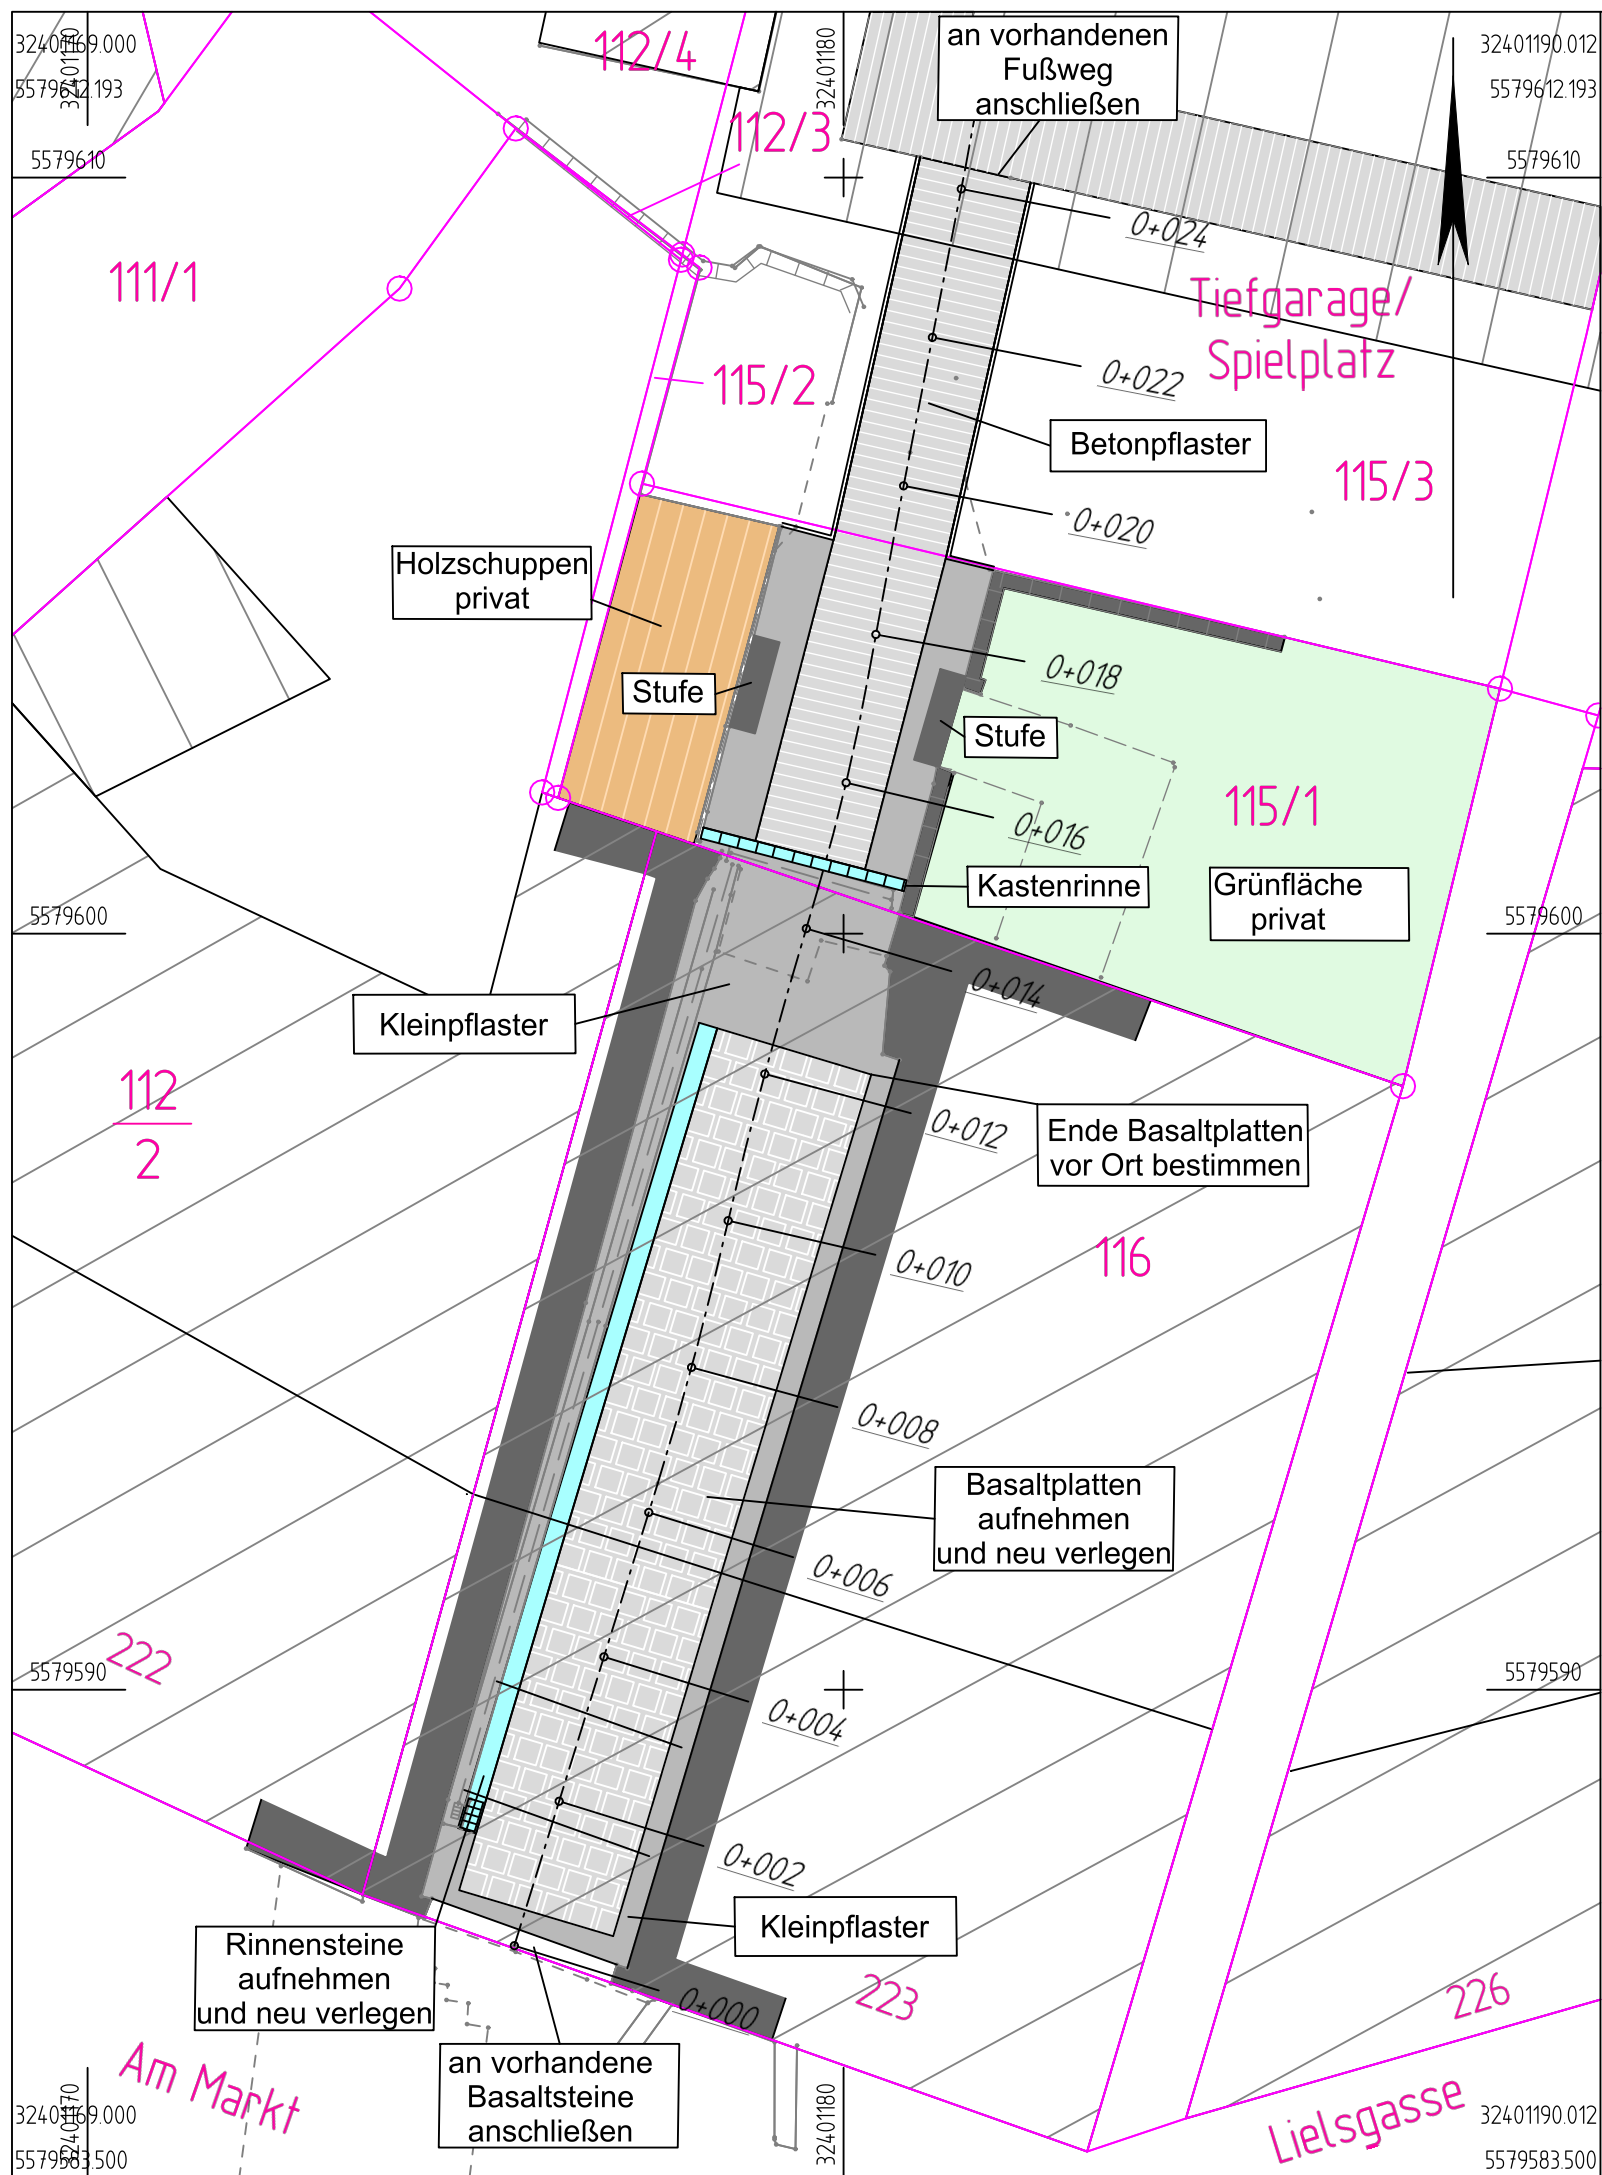 32401169.000
5579612.193
32401170
32401180
32401190.012
5579612.193
112/4
an vorhandenen
Fußweg
anschließen
112/3
5579610
5579610
0+024
111/1
Tiefgarage/
Spielplatz
115/2
0+022
Betonpflaster
115/3
0+020
Holzschuppen
privat
0+018
Stufe
Stufe
115/1
0+016
Kastenrinne
Grünfläche
privat
5579600
5579600
0+014
Kleinpflaster
112
2
0+012
Ende Basaltplatten
vor Ort bestimmen
116
0+010
0+008
Basaltplatten
aufnehmen
und neu verlegen
0+006
222
5579590
5579590
0+004
0+002
Kleinpflaster
Rinnensteine
aufnehmen
und neu verlegen
0+000
223
226
an vorhandene
Basaltsteine
anschließen
Am Markt
Lielsgasse
32401169.000
5579583.500
32401170
32401180
32401190.012
5579583.500